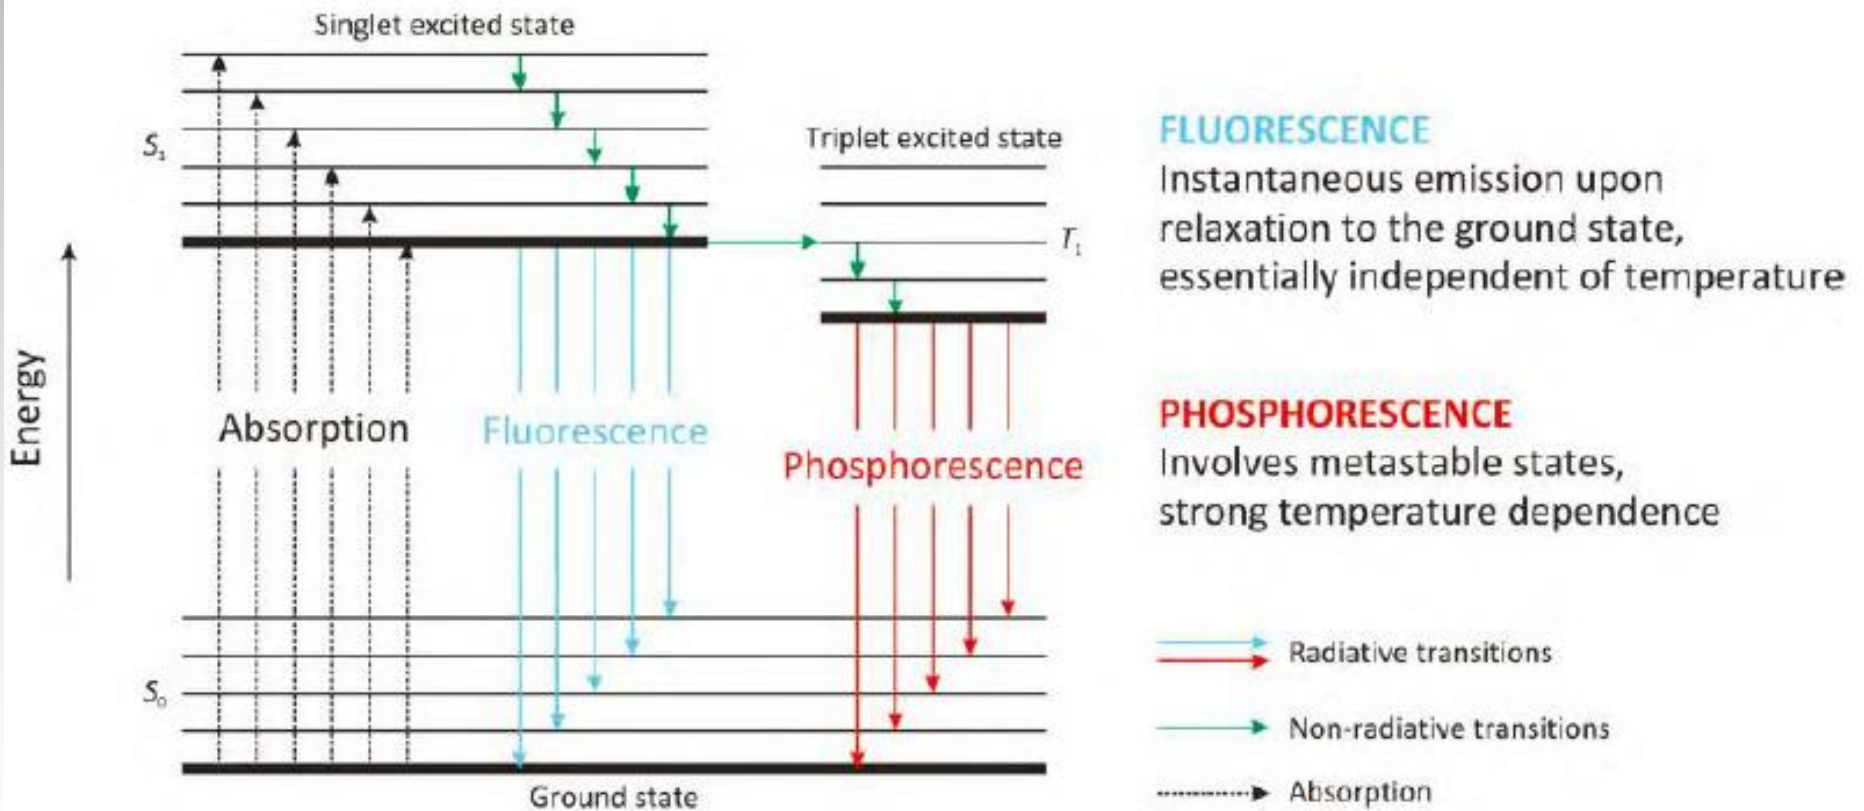 Singlet excited state
S₁
Triplet excited state
T₁
Energy
Absorption
Fluorescence
Phosphorescence
S₀
Ground state
FLUORESCENCE
Instantaneous emission upon
relaxation to the ground state,
essentially independent of temperature
PHOSPHORESCENCE
Involves metastable states,
strong temperature dependence
Radiative transitions
Non-radiative transitions
Absorption